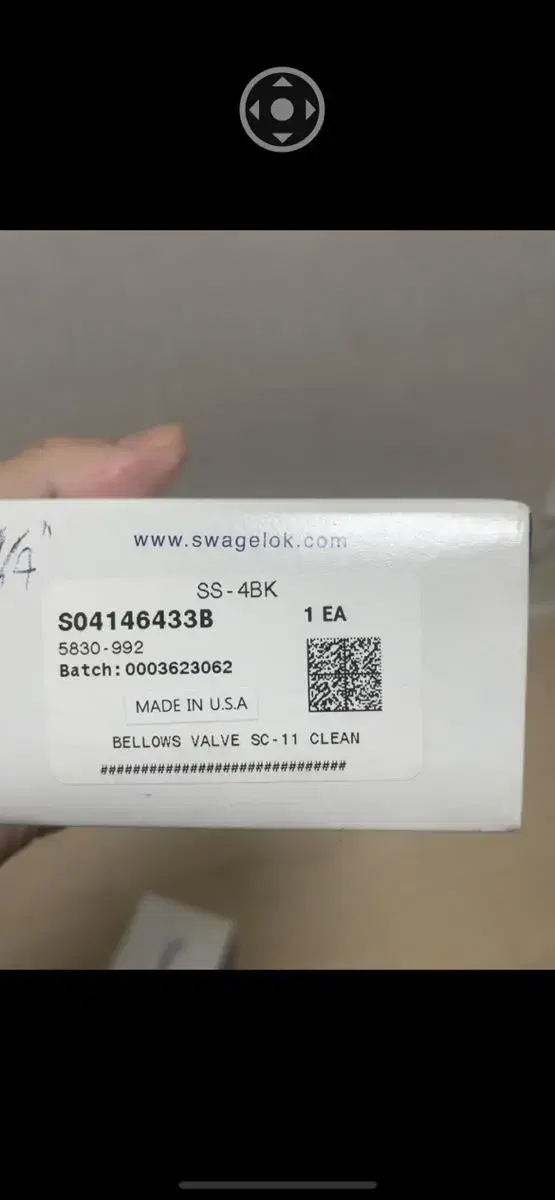 www.swagelok.com
SS-4BK
S04146433B
1 EA
5830-992
Batch:0003623062
MADE IN U.S.A
BELLOWS VALVE SC-11 CLEAN
##############################